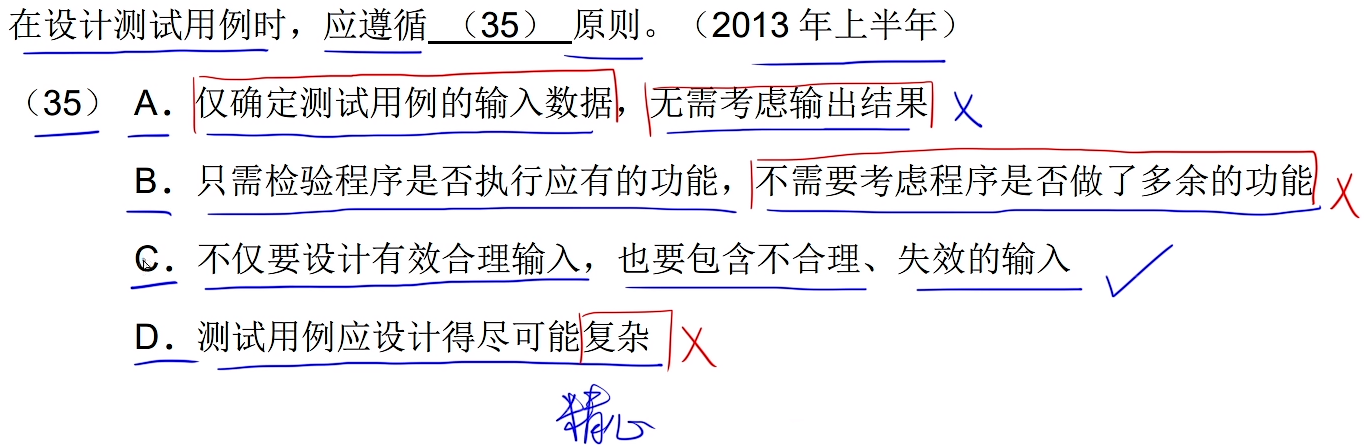 在设计测试用例时，应遵循 （35） 原则。（2013 年上半年）
（35） A．仅确定测试用例的输入数据，无需考虑输出结果 ×
B．只需检验程序是否执行应有的功能，不需要考虑程序是否做了多余的功能 ×
C．不仅要设计有效合理输入，也要包含不合理、失效的输入 ✓
D．测试用例应设计得尽可能复杂 ×
精心